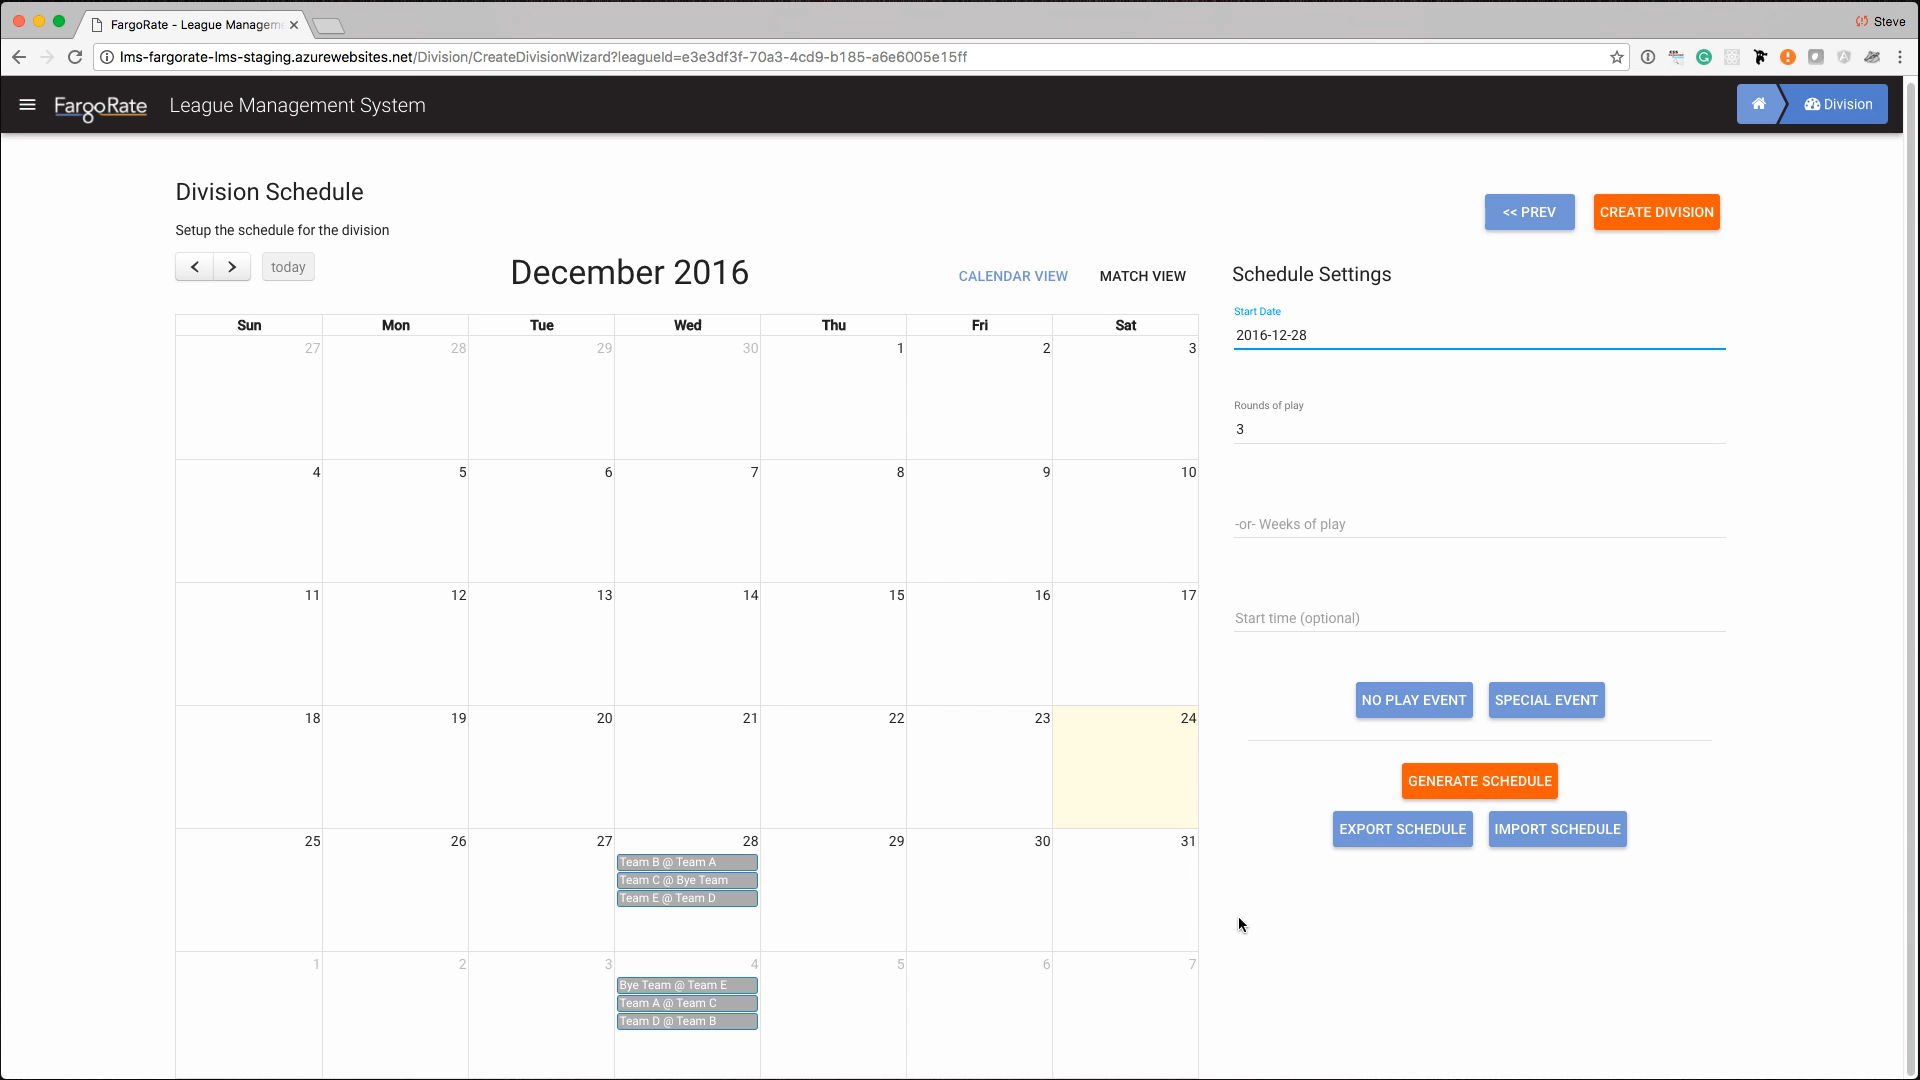 FargoRate - League Managem
Steve
lms-fargorate-lms-staging.azurewebsites.net/Division/CreateDivisionWizard?leagueId=e3e3df3f-70a3-4cd9-b185-a6e6005e15ff
FargoRate
League Management System
Division
Division Schedule
Setup the schedule for the division
<< PREV
CREATE DIVISION
today
December 2016
CALENDAR VIEW
MATCH VIEW
Sun Mon Tue Wed Thu Fri Sat
27 28 29 30 1 2 3
4 5 6 7 8 9 10
11 12 13 14 15 16 17
18 19 20 21 22 23 24
25 26 27 28 29 30 31
Team B @ Team A
Team C @ Bye Team
Team E @ Team D
1 2 3 4 5 6 7
Bye Team @ Team E
Team A @ Team C
Team D @ Team B
Schedule Settings
Start Date
2016-12-28
Rounds of play
3
-or- Weeks of play
Start time (optional)
NO PLAY EVENT
SPECIAL EVENT
GENERATE SCHEDULE
EXPORT SCHEDULE
IMPORT SCHEDULE